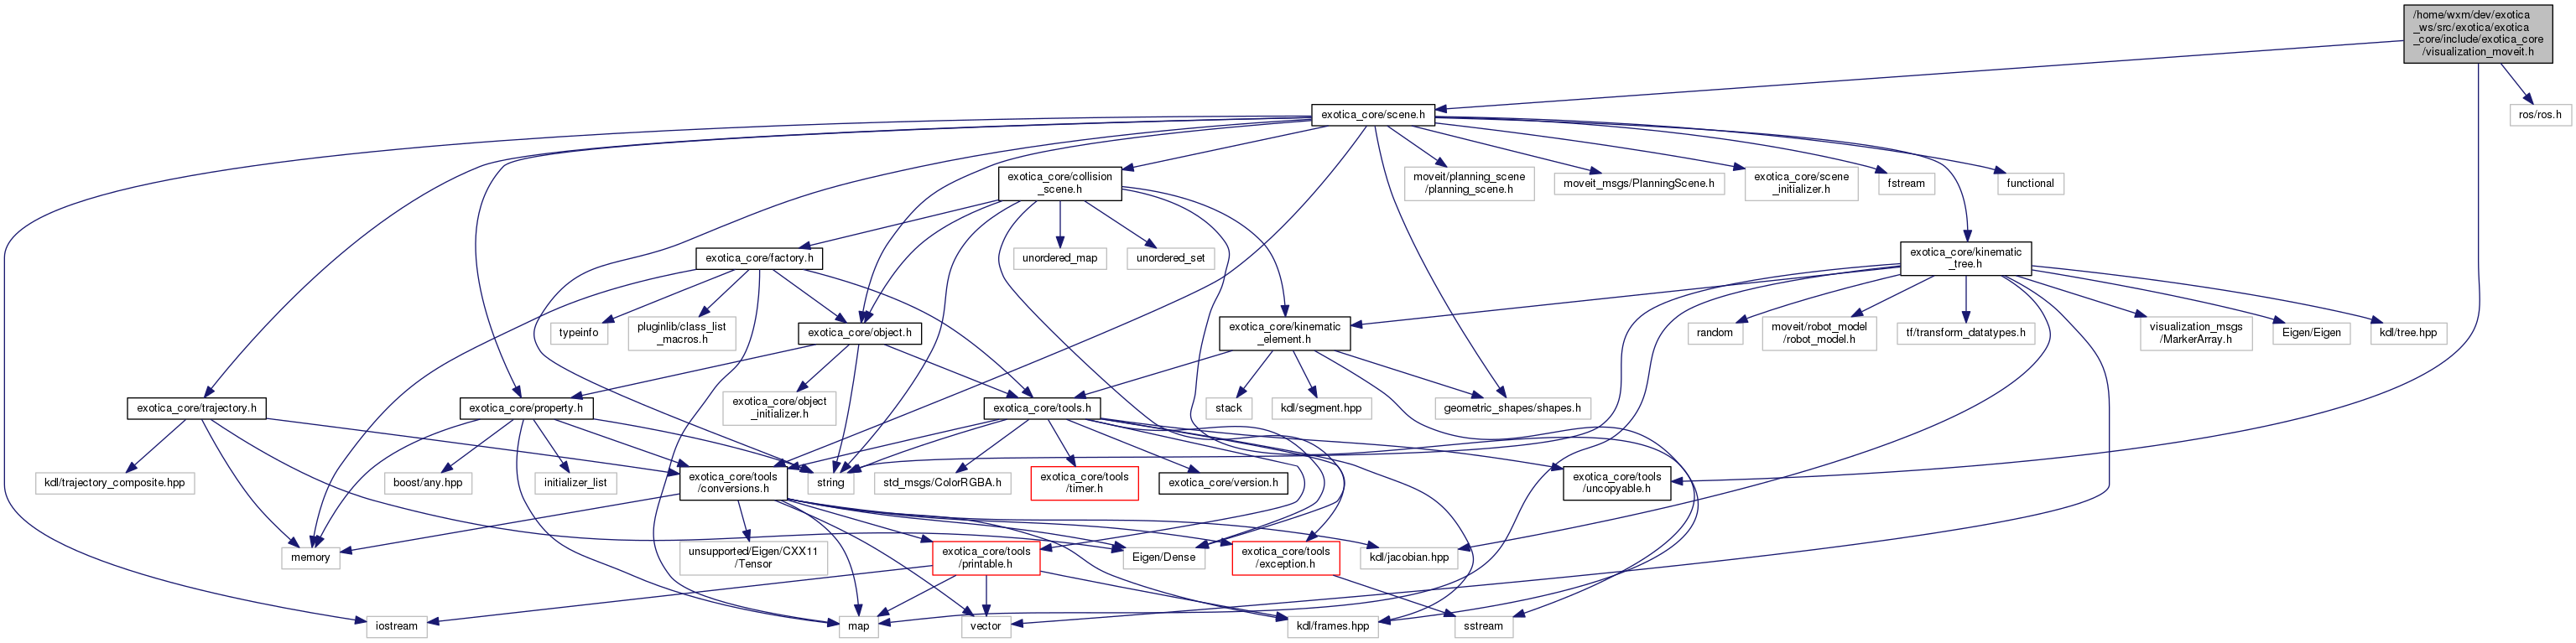 /home/wxm/dev/exotica
_ws/src/exotica/exotica
_core/include/exotica_core
/visualization_moveit.h
exotica_core/scene.h
ros/ros.h
exotica_core/collision
_scene.h
moveit/planning_scene
/planning_scene.h
moveit_msgs/PlanningScene.h
exotica_core/scene
_initializer.h
fstream
functional
exotica_core/factory.h
unordered_map
unordered_set
exotica_core/kinematic
_tree.h
typeinfo
pluginlib/class_list
_macros.h
exotica_core/object.h
exotica_core/kinematic
_element.h
random
moveit/robot_model
/robot_model.h
tf/transform_datatypes.h
visualization_msgs
/MarkerArray.h
Eigen/Eigen
kdl/tree.hpp
exotica_core/trajectory.h
exotica_core/property.h
exotica_core/object
_initializer.h
exotica_core/tools.h
stack
kdl/segment.hpp
geometric_shapes/shapes.h
kdl/trajectory_composite.hpp
boost/any.hpp
initializer_list
exotica_core/tools
/conversions.h
string
std_msgs/ColorRGBA.h
exotica_core/tools
/timer.h
exotica_core/version.h
exotica_core/tools
/uncopyable.h
memory
unsupported/Eigen/CXX11
/Tensor
exotica_core/tools
/printable.h
Eigen/Dense
exotica_core/tools
/exception.h
kdl/jacobian.hpp
iostream
map
vector
kdl/frames.hpp
sstream